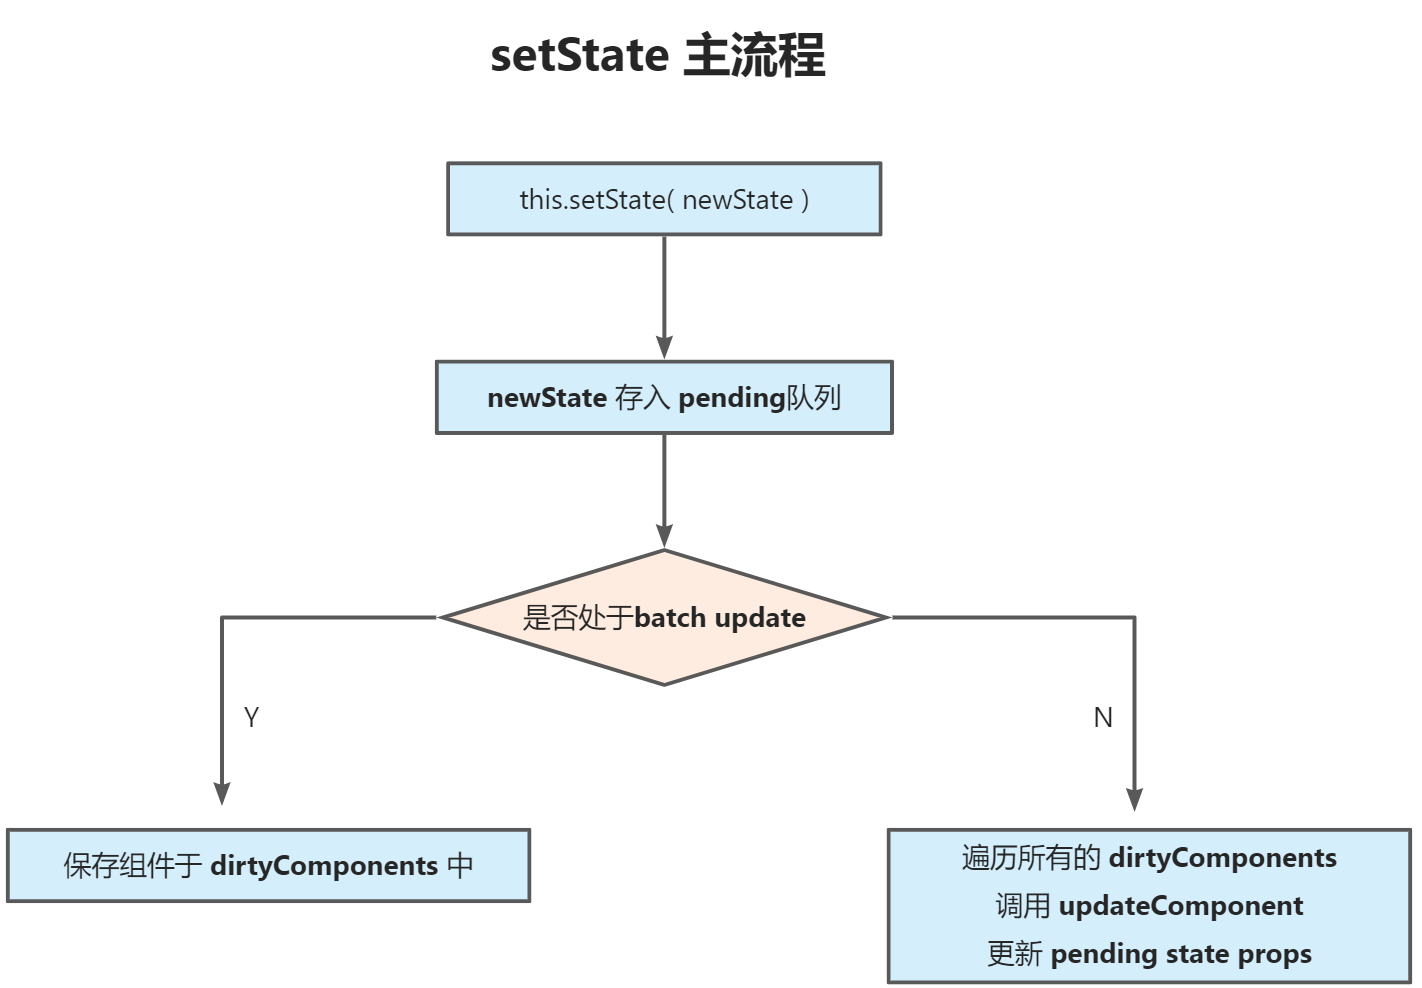 setState 主流程
this.setState( newState )
newState 存入 pending队列
是否处于batch update
Y
N
保存组件于 dirtyComponents 中
遍历所有的 dirtyComponents
调用 updateComponent
更新 pending state props